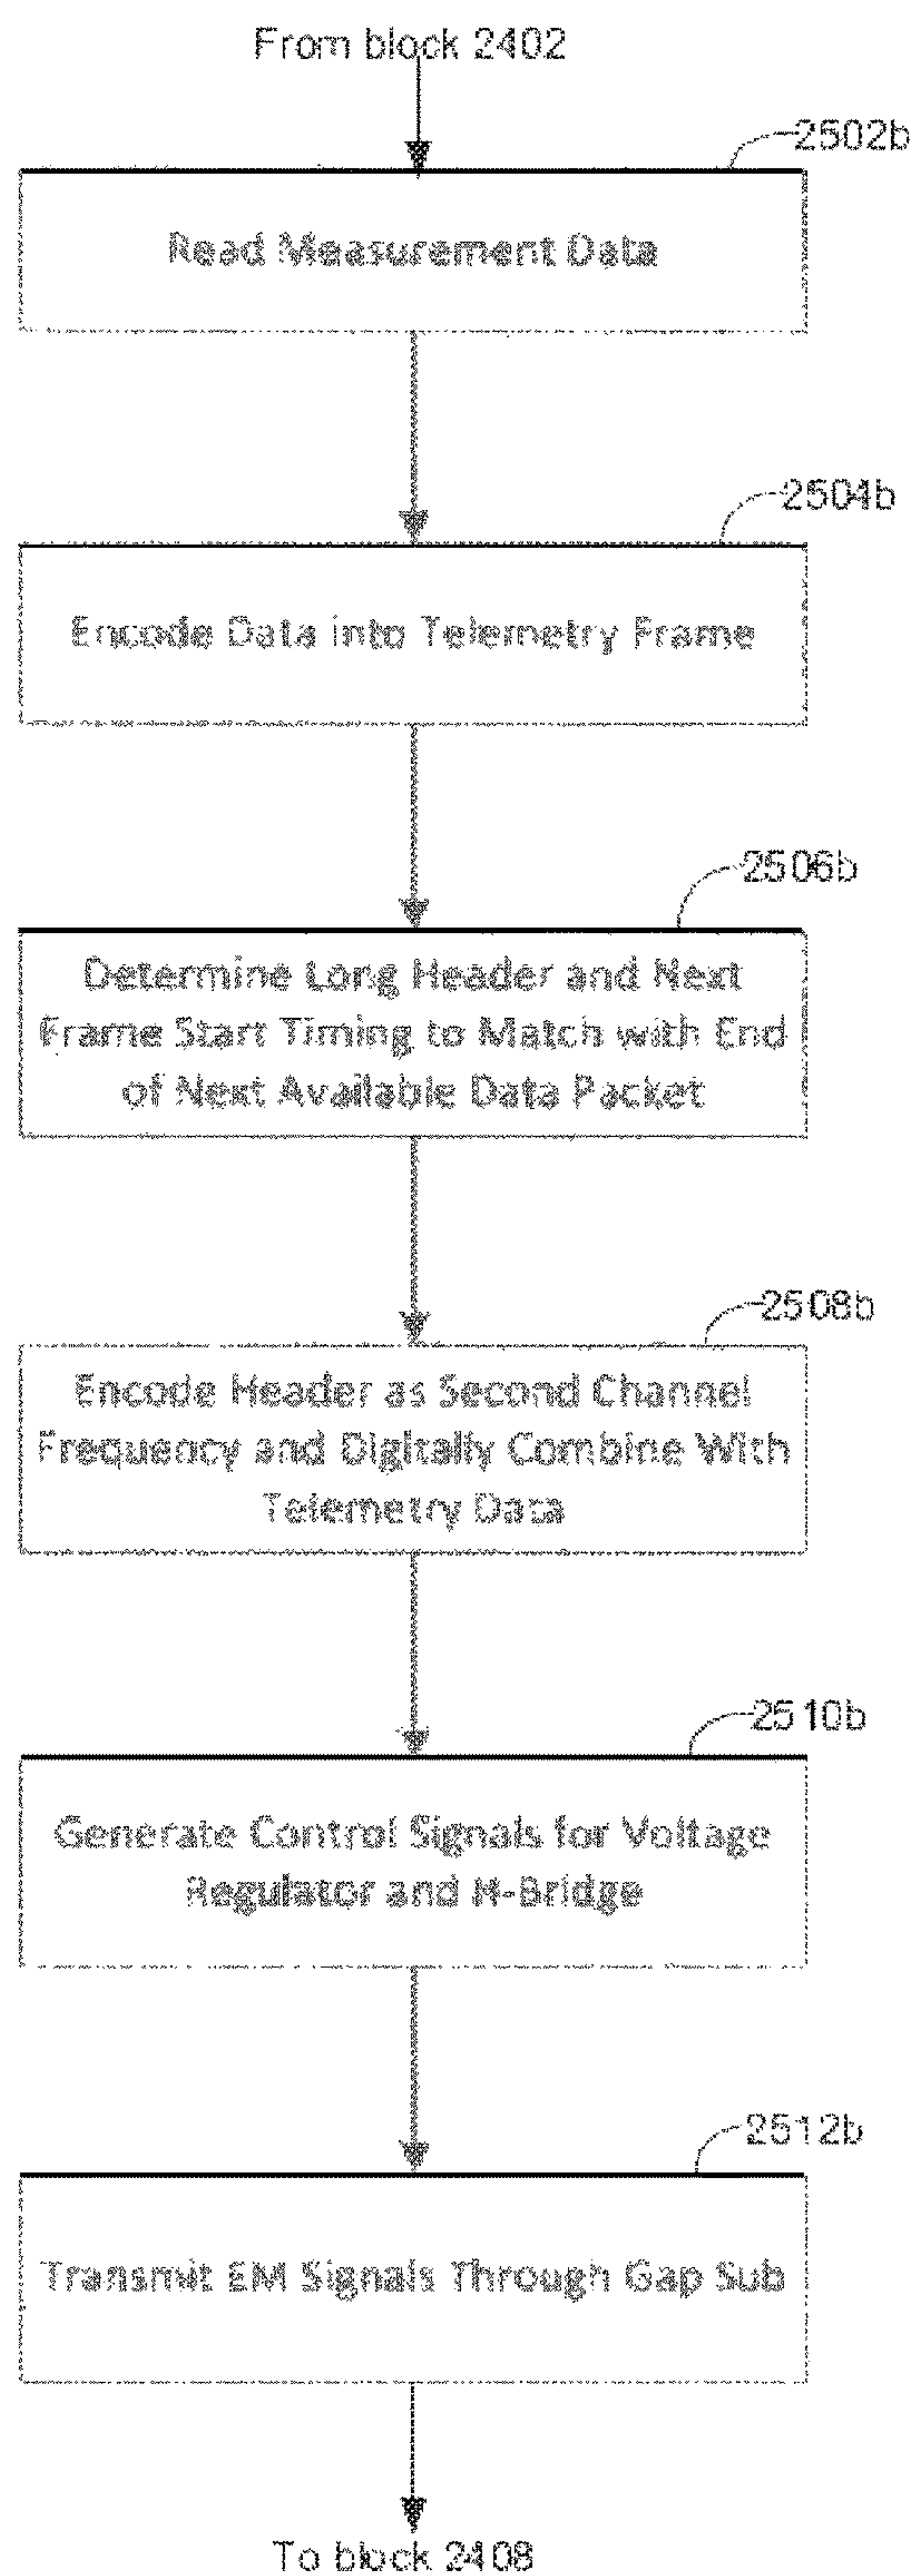 From block 2402
2502b
Read Measurement Data
2504b
Encode Data into Telemetry Frame
2506b
Determine Long Header and Next
Frame Start Timing to Match with End
of Next Available Data Packet
2508b
Encode Header as Second Channel
Frequency and Digitally Combine With
Telemetry Data
2510b
Generate Control Signals for Voltage
Regulator and H-Bridge
2512b
Transmit EM Signals Through Gap Sub
To block 2408